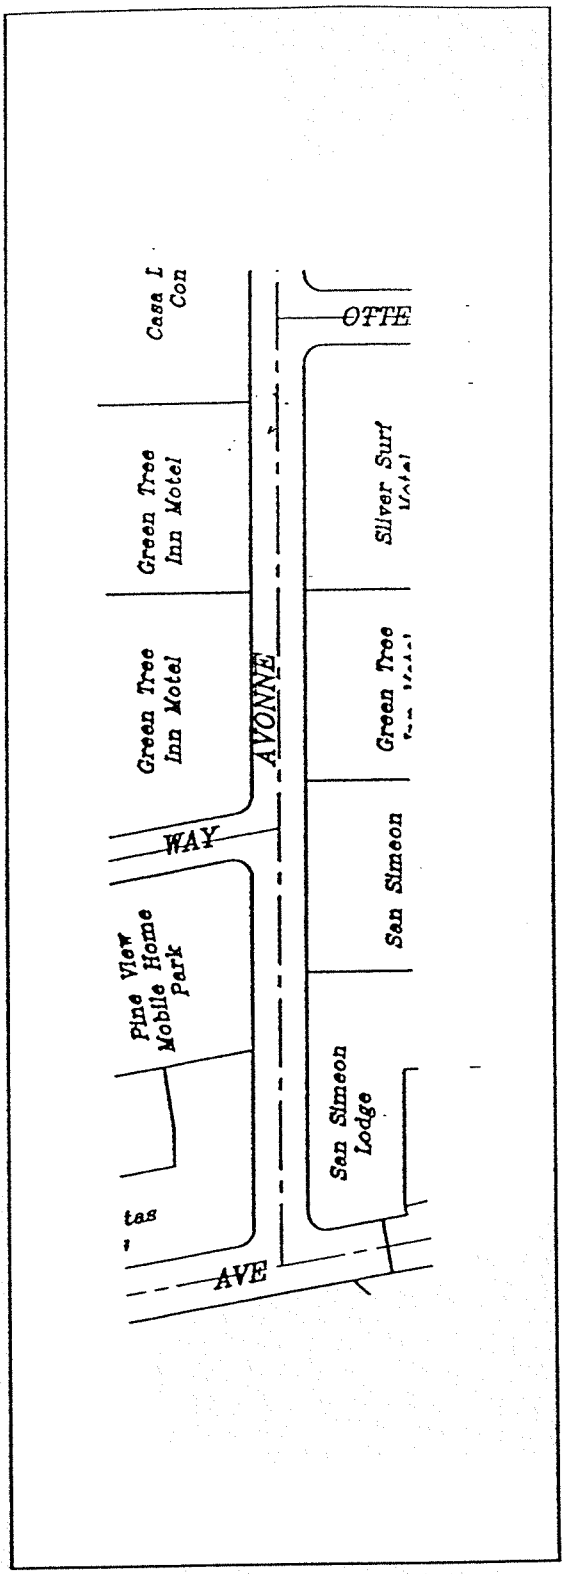 Casa
Con
OTTE
Green Tree
Inn Motel
Silver Surf
Motel
Green Tree
Inn Motel
AVONNE
Green Tree
WAY
San Simeon
Pine View
Mobile Home
Park
San Simeon
Lodge
tas
AVE